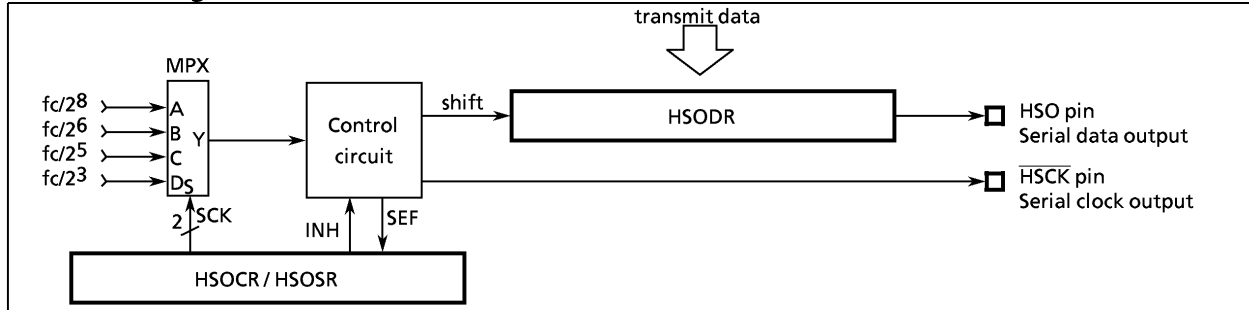 transmit data
MPX
fc/2⁸
A
fc/2⁶
B
Y
fc/2⁵
C
fc/2³
D
S
Control
circuit
shift
HSODR
HSO pin
Serial data output
HSCK pin
Serial clock output
2
SCK
INH
SEF
HSOCR / HSOSR